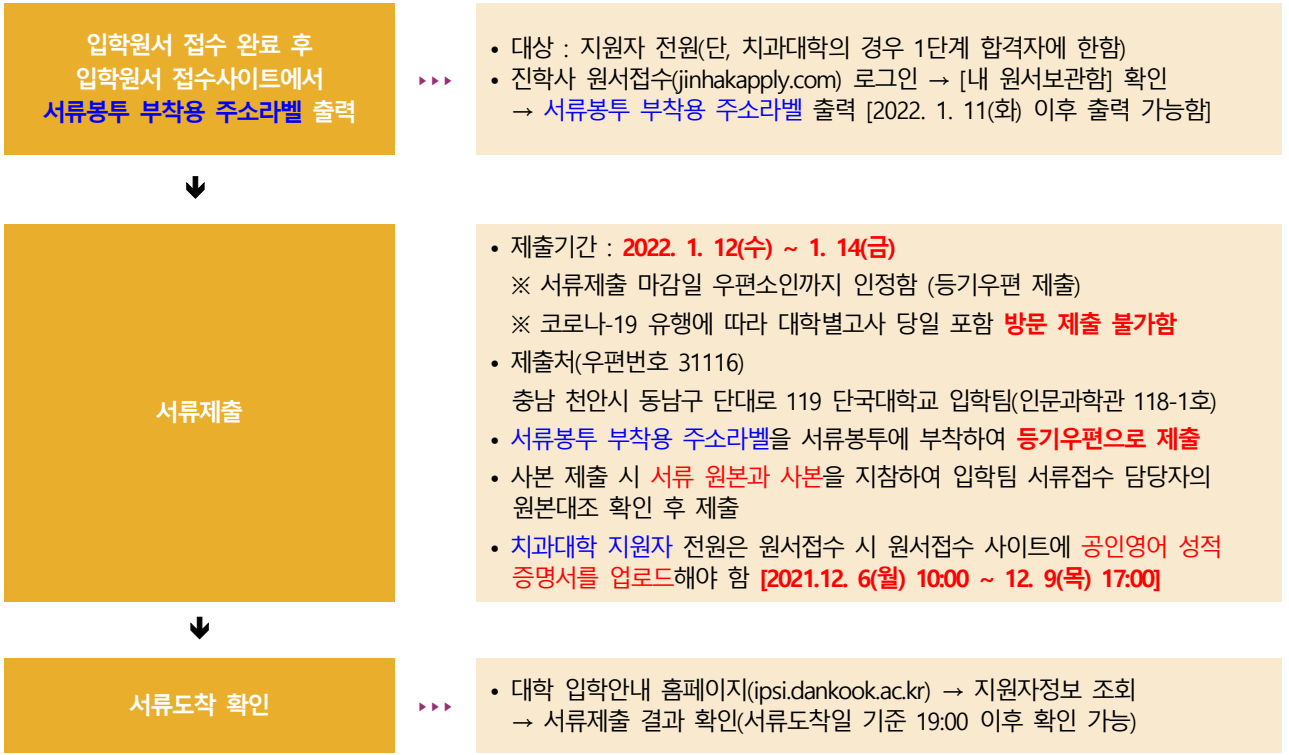 입학원서 접수 완료 후
입학원서 접수사이트에서
서류봉투 부착용 주소라벨 출력
▸▸▸
• 대상 : 지원자 전원(단, 치과대학의 경우 1단계 합격자에 한함)
• 진학사 원서접수(jinhakapply.com) 로그인 → [내 원서보관함] 확인
→ 서류봉투 부착용 주소라벨 출력 [2022. 1. 11(화) 이후 출력 가능함]
서류제출
• 제출기간 : 2022. 1. 12(수) ~ 1. 14(금)
※ 서류제출 마감일 우편소인까지 인정함 (등기우편 제출)
※ 코로나-19 유행에 따라 대학별고사 당일 포함 방문 제출 불가함
• 제출처(우편번호 31116)
충남 천안시 동남구 단대로 119 단국대학교 입학팀(인문과학관 118-1호)
• 서류봉투 부착용 주소라벨을 서류봉투에 부착하여 등기우편으로 제출
• 사본 제출 시 서류 원본과 사본을 지참하여 입학팀 서류접수 담당자의
원본대조 확인 후 제출
• 치과대학 지원자 전원은 원서접수 시 원서접수 사이트에 공인영어 성적
증명서를 업로드해야 함 [2021.12. 6(월) 10:00 ~ 12. 9(목) 17:00]
서류도착 확인
▸▸▸
• 대학 입학안내 홈페이지(ipsi.dankook.ac.kr) → 지원자정보 조회
→ 서류제출 결과 확인(서류도착일 기준 19:00 이후 확인 가능)